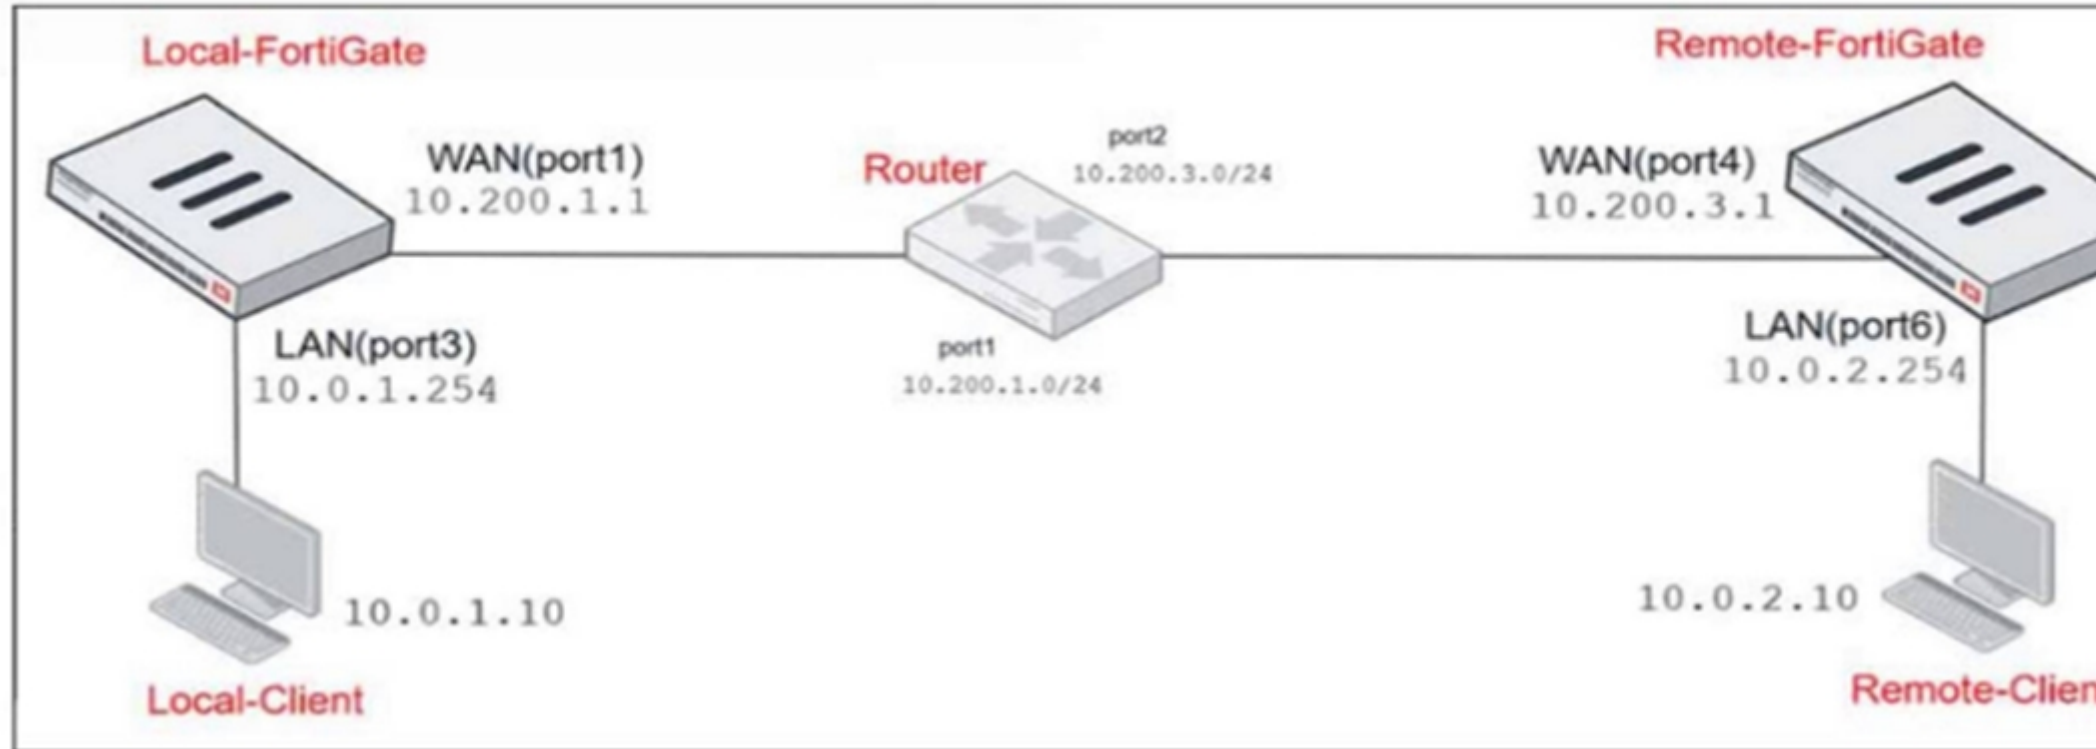 Local-FortiGate
Remote-FortiGate
WAN(port1)
10.200.1.1
Router
port2
10.200.3.0/24
WAN(port4)
10.200.3.1
LAN(port3)
10.0.1.254
port1
10.200.1.0/24
LAN(port6)
10.0.2.254
10.0.1.10
10.0.2.10
Local-Client
Remote-Clien